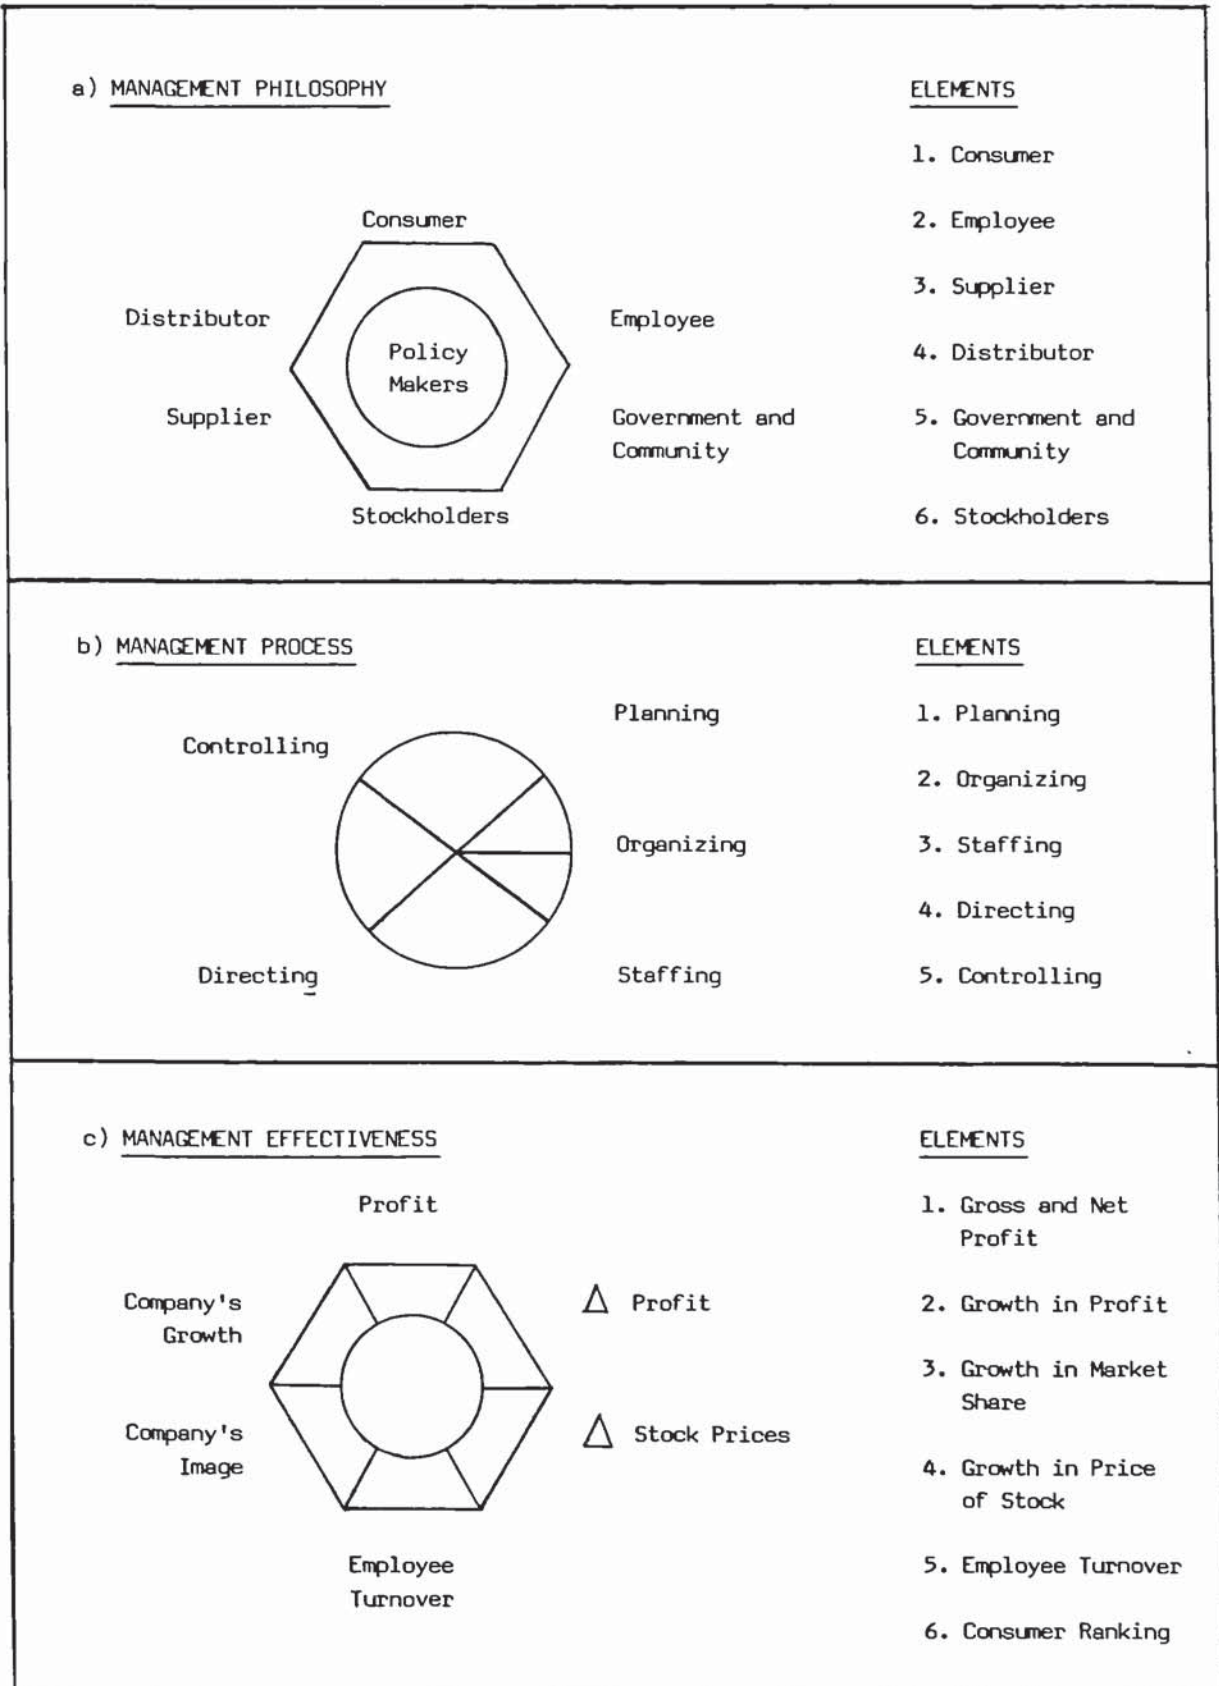 a) MANAGEMENT PHILOSOPHY
Consumer
Distributor
Employee
Policy
Makers
Supplier
Government and
Community
Stockholders
ELEMENTS
1. Consumer
2. Employee
3. Supplier
4. Distributor
5. Government and
Community
6. Stockholders
b) MANAGEMENT PROCESS
Planning
Controlling
Organizing
Directing
Staffing
ELEMENTS
1. Planning
2. Organizing
3. Staffing
4. Directing
5. Controlling
c) MANAGEMENT EFFECTIVENESS
Profit
Company's
Growth
Δ Profit
Company's
Image
Δ Stock Prices
Employee
Turnover
ELEMENTS
1. Gross and Net
Profit
2. Growth in Profit
3. Growth in Market
Share
4. Growth in Price
of Stock
5. Employee Turnover
6. Consumer Ranking